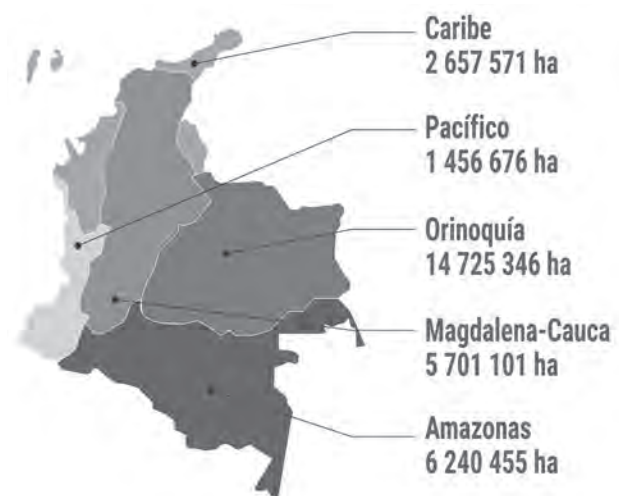 Caribe
2 657 571 ha
Pacífico
1 456 676 ha
Orinoquía
14 725 346 ha
Magdalena-Cauca
5 701 101 ha
Amazonas
6 240 455 ha